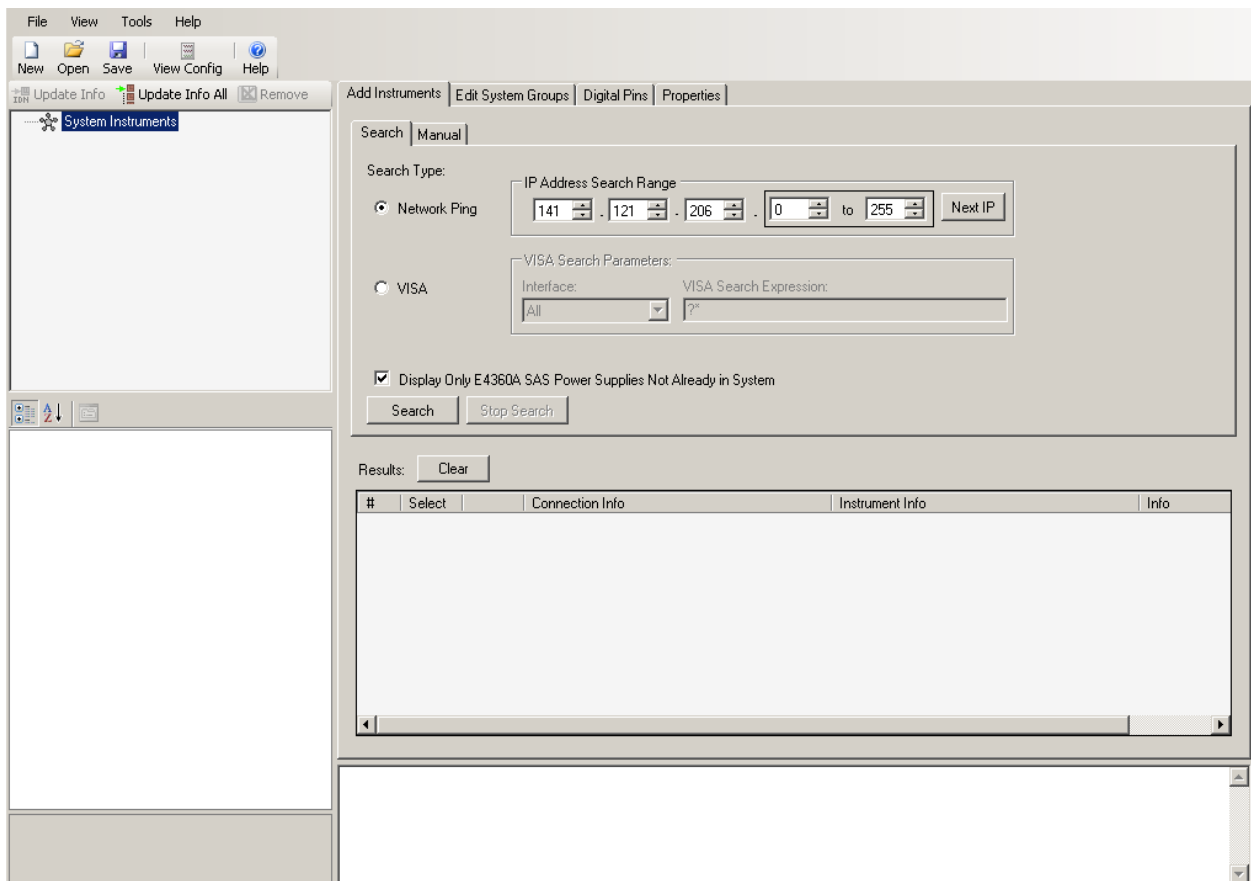 File View Tools Help
New Open Save View Config Help
IDN Update Info Update Info All Remove
System Instruments
A Z
Add Instruments Edit System Groups Digital Pins Properties
Search Manual
Search Type:
IP Address Search Range
Network Ping 141 . 121 . 206 . 0 to 255 Next IP
VISA Search Parameters:
VISA Interface: VISA Search Expression:
All ?*
Display Only E4360A SAS Power Supplies Not Already in System
Search Stop Search
Results: Clear
# Select Connection Info Instrument Info Info